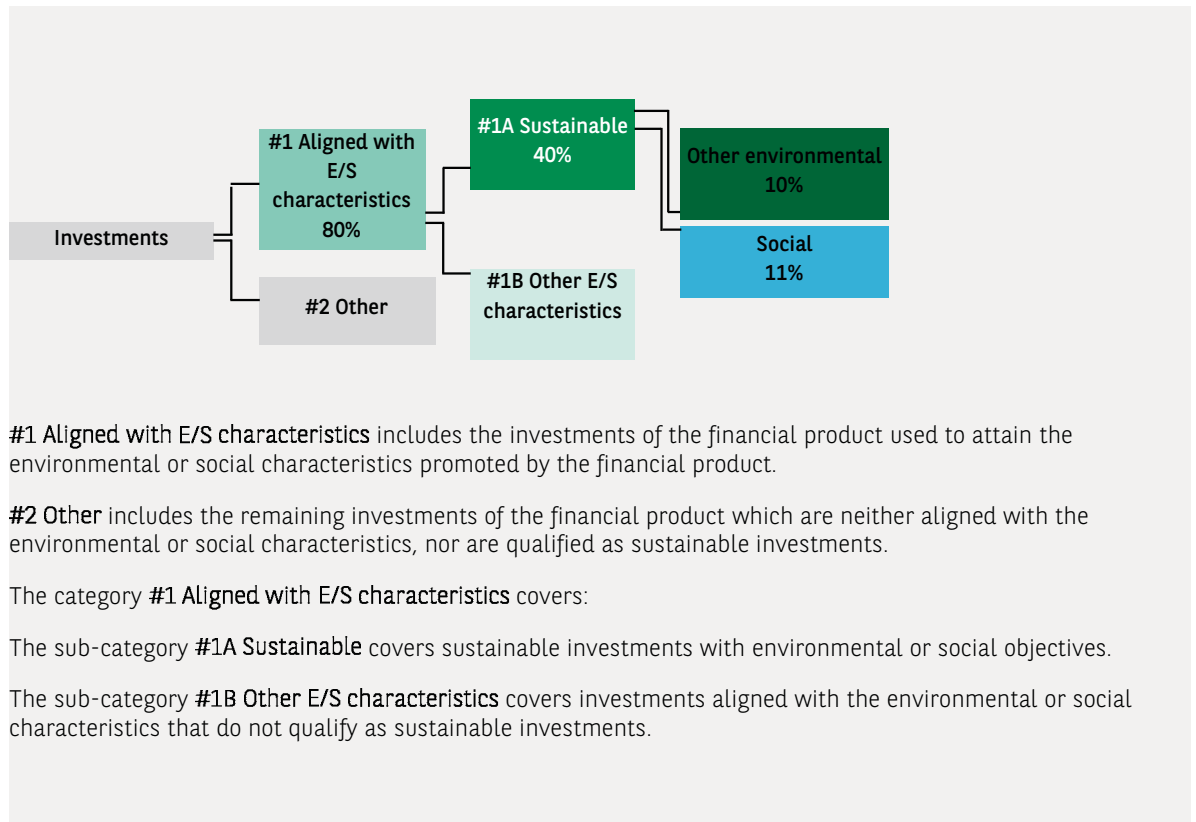 Investments
#1 Aligned with
E/S
characteristics
80%
#2 Other
#1A Sustainable
40%
#1B Other E/S
characteristics
Other environmental
10%
Social
11%
#1 Aligned with E/S characteristics includes the investments of the financial product used to attain the
environmental or social characteristics promoted by the financial product.
#2 Other includes the remaining investments of the financial product which are neither aligned with the
environmental or social characteristics, nor are qualified as sustainable investments.
The category #1 Aligned with E/S characteristics covers:
The sub-category #1A Sustainable covers sustainable investments with environmental or social objectives.
The sub-category #1B Other E/S characteristics covers investments aligned with the environmental or social
characteristics that do not qualify as sustainable investments.